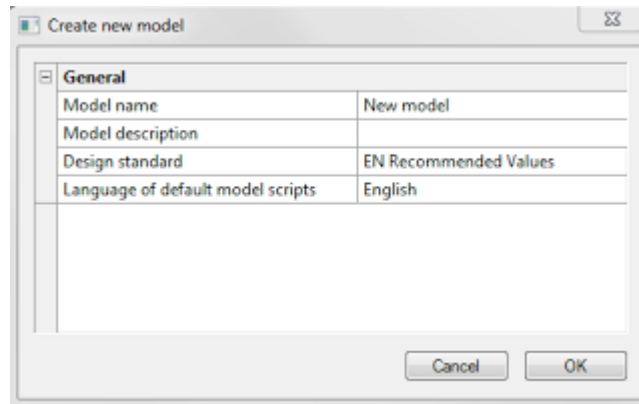 Create new model
General
Model name New model
Model description
Design standard EN Recommended Values
Language of default model scripts English
Cancel OK